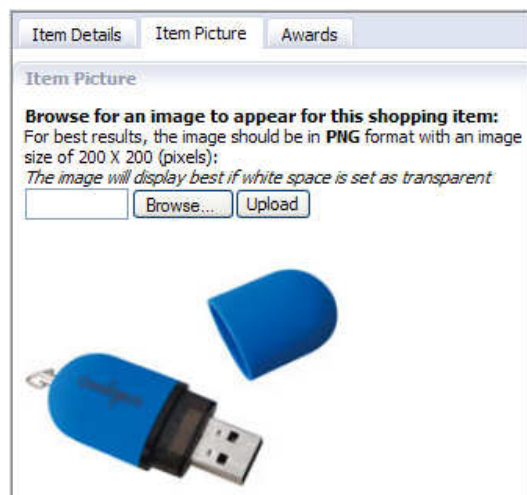 Item Details Item Picture Awards
Item Picture
Browse for an image to appear for this shopping item:
For best results, the image should be in PNG format with an image
size of 200 X 200 (pixels):
The image will display best if white space is set as transparent
Browse... Upload